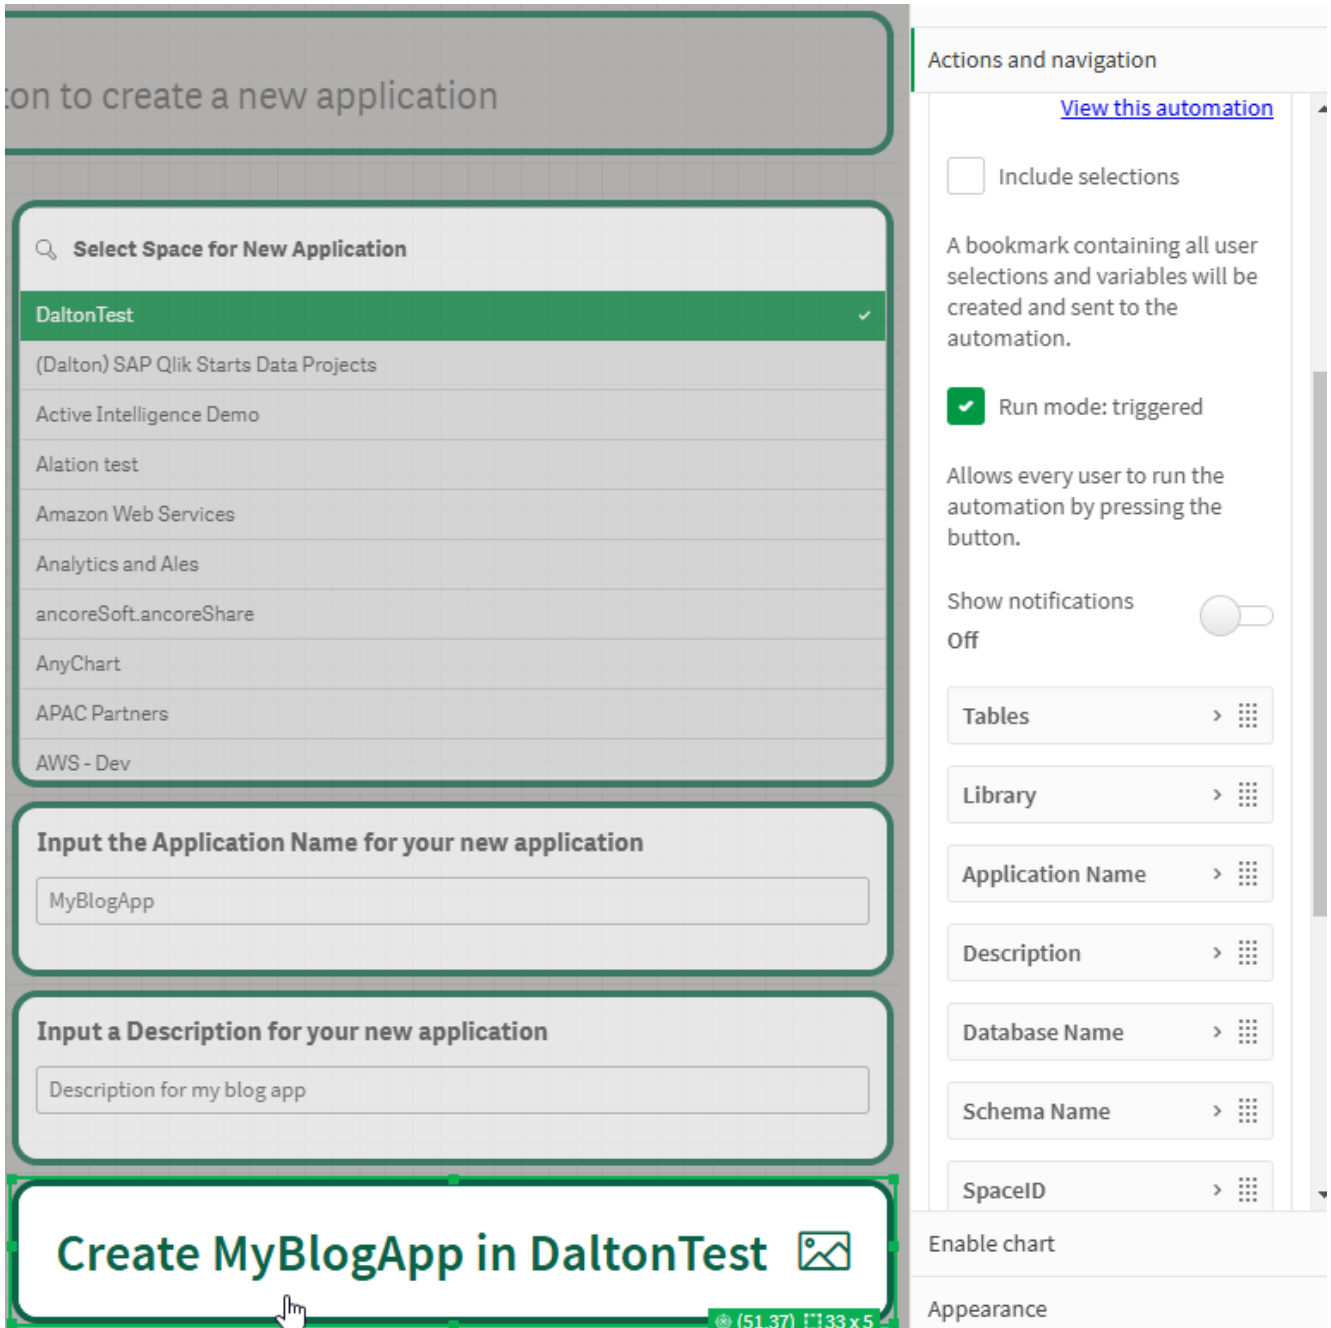 on to create a new application
Select Space for New Application
DaltonTest
(Dalton) SAP Qlik Starts Data Projects
Active Intelligence Demo
Alation test
Amazon Web Services
Analytics and Ales
ancoreSoft.ancoreShare
AnyChart
APAC Partners
AWS - Dev
Input the Application Name for your new application
MyBlogApp
Input a Description for your new application
Description for my blog app
Create MyBlogApp in DaltonTest
(51,37) 33 x 5
Actions and navigation
View this automation
Include selections
A bookmark containing all user
selections and variables will be
created and sent to the
automation.
Run mode: triggered
Allows every user to run the
automation by pressing the
button.
Show notifications
Off
Tables
Library
Application Name
Description
Database Name
Schema Name
SpaceID
Enable chart
Appearance